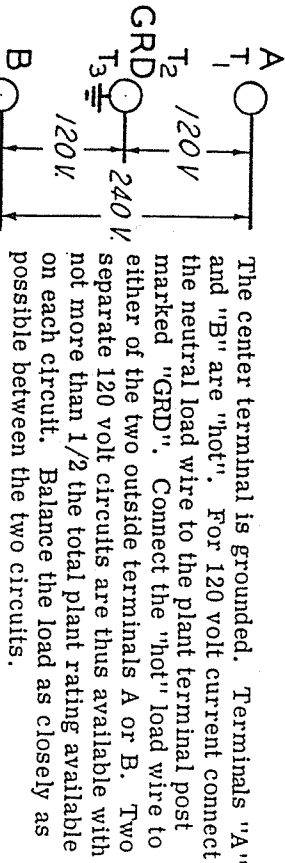 A
T1
120 V
T2
GRD
T3
240 V.
120 V.
B
The center terminal is grounded. Terminals "A"
and "B" are "hot". For 120 volt current connect
the neutral load wire to the plant terminal post
marked "GRD". Connect the "hot" load wire to
either of the two outside terminals A or B. Two
separate 120 volt circuits are thus available with
not more than 1/2 the total plant rating available
on each circuit. Balance the load as closely as
possible between the two circuits.